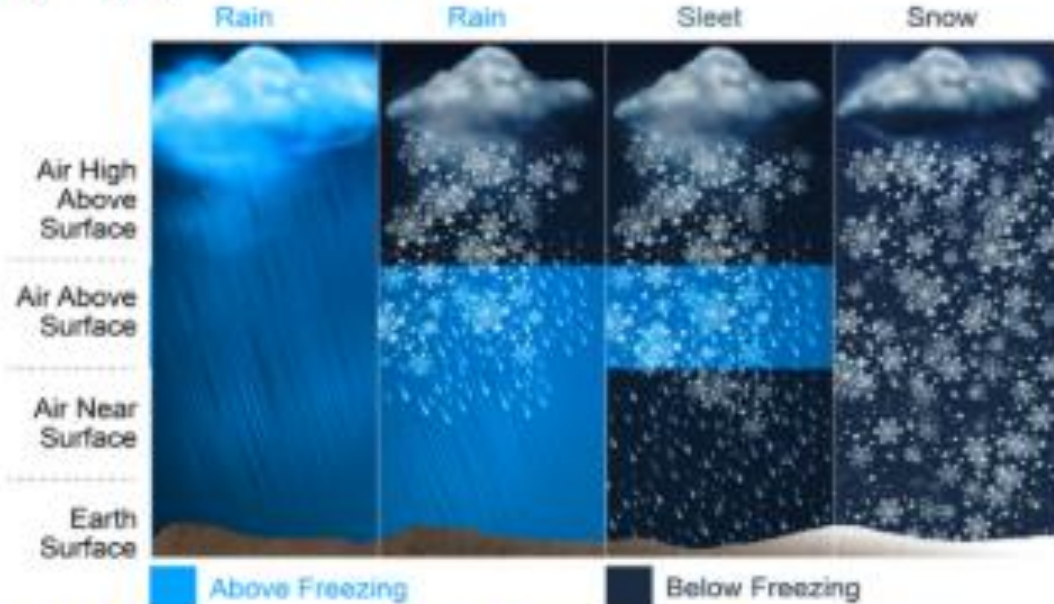 Rain
Rain
Sleet
Snow
Air High
Above
Surface
Air Above
Surface
Air Near
Surface
Earth
Surface
Above Freezing
Below Freezing